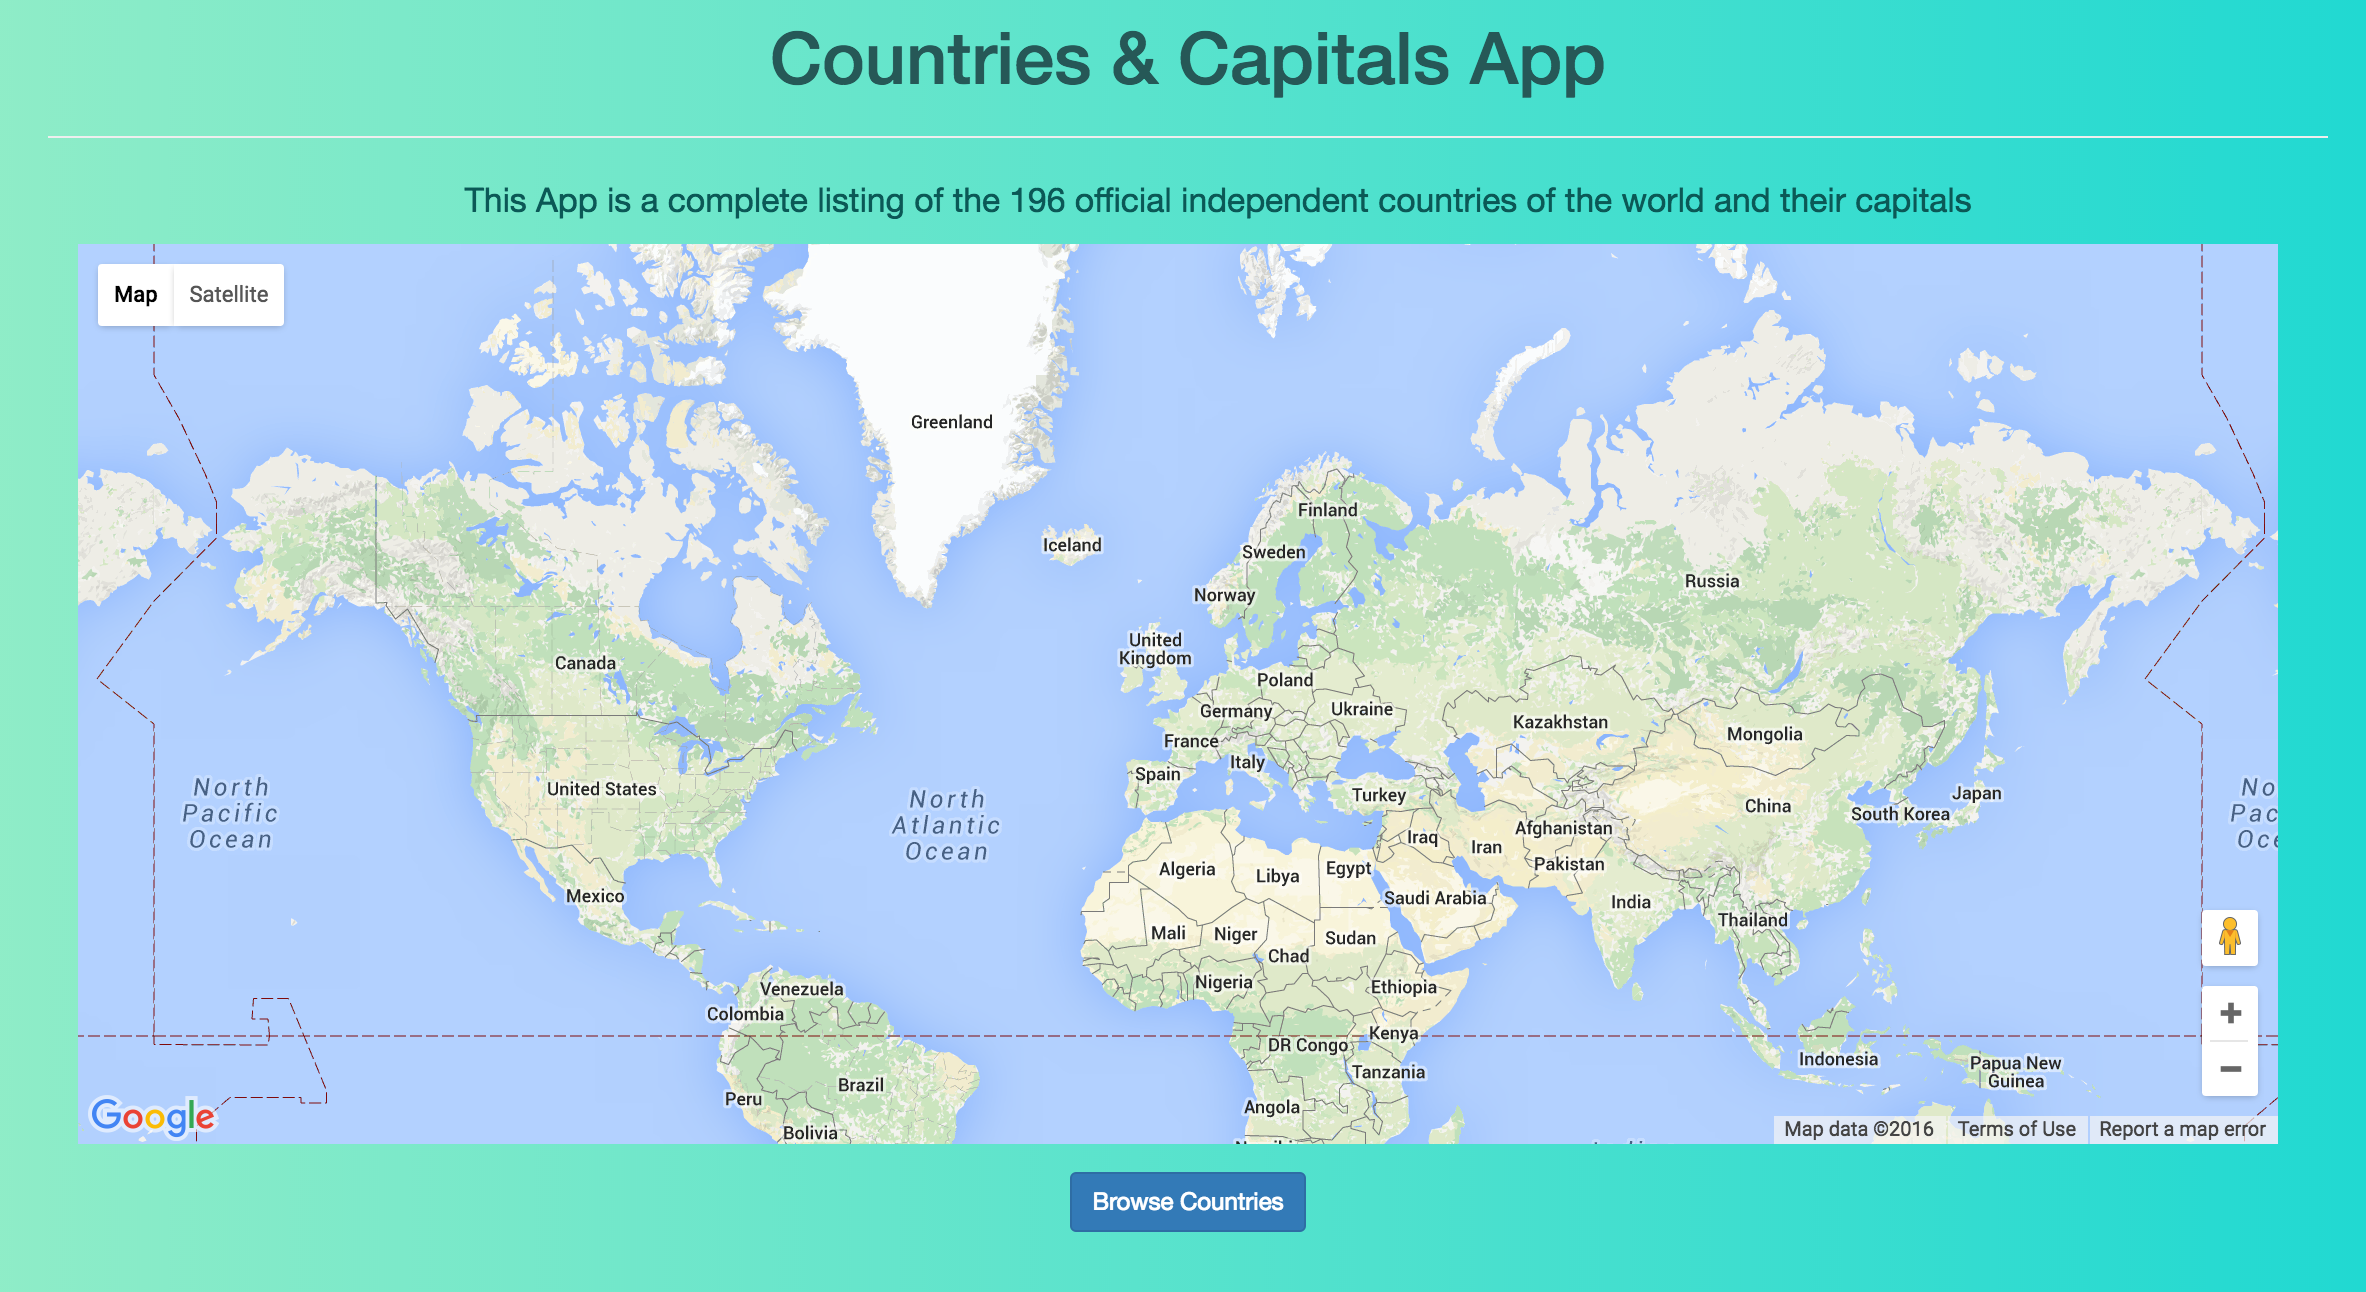 Countries & Capitals App
This App is a complete listing of the 196 official independent countries of the world and their capitals
Map
Satellite
Greenland
Finland
Iceland
Sweden
Russia
Norway
United
Kingdom
Canada
Poland
Germany
Ukraine
Kazakhstan
Mongolia
France
Italy
Spain
United States
Turkey
China
Japan
South Korea
North
Pacific
Ocean
North
Atlantic
Ocean
No
Pac
Oce
Afghanistan
Iraq
Iran
Pakistan
Algeria
Libya
Egypt
Saudi Arabia
India
Mexico
Thailand
Mali
Niger
Sudan
Chad
Nigeria
Ethiopia
Venezuela
Colombia
Kenya
DR Congo
Indonesia
Papua New
Guinea
Tanzania
Brazil
Peru
Angola
Bolivia
Google
Map data ©2016
Terms of Use
Report a map error
Browse Countries